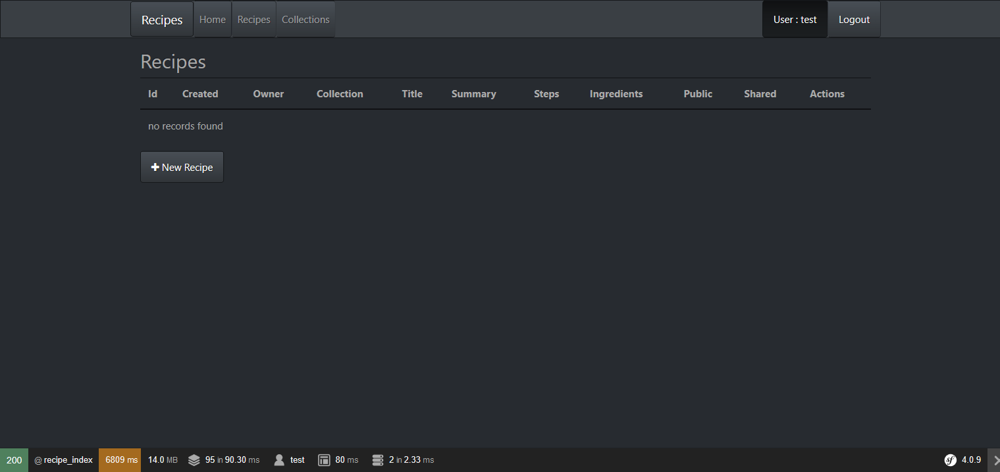 Recipes Home Recipes Collections User : test Logout
Recipes
Id Created Owner Collection Title Summary Steps Ingredients Public Shared Actions
no records found
New Recipe
200 @ recipe_index 6809 ms 14.0 MB 95 in 90.30 ms test 80 ms 2 in 2.33 ms sf 4.0.9